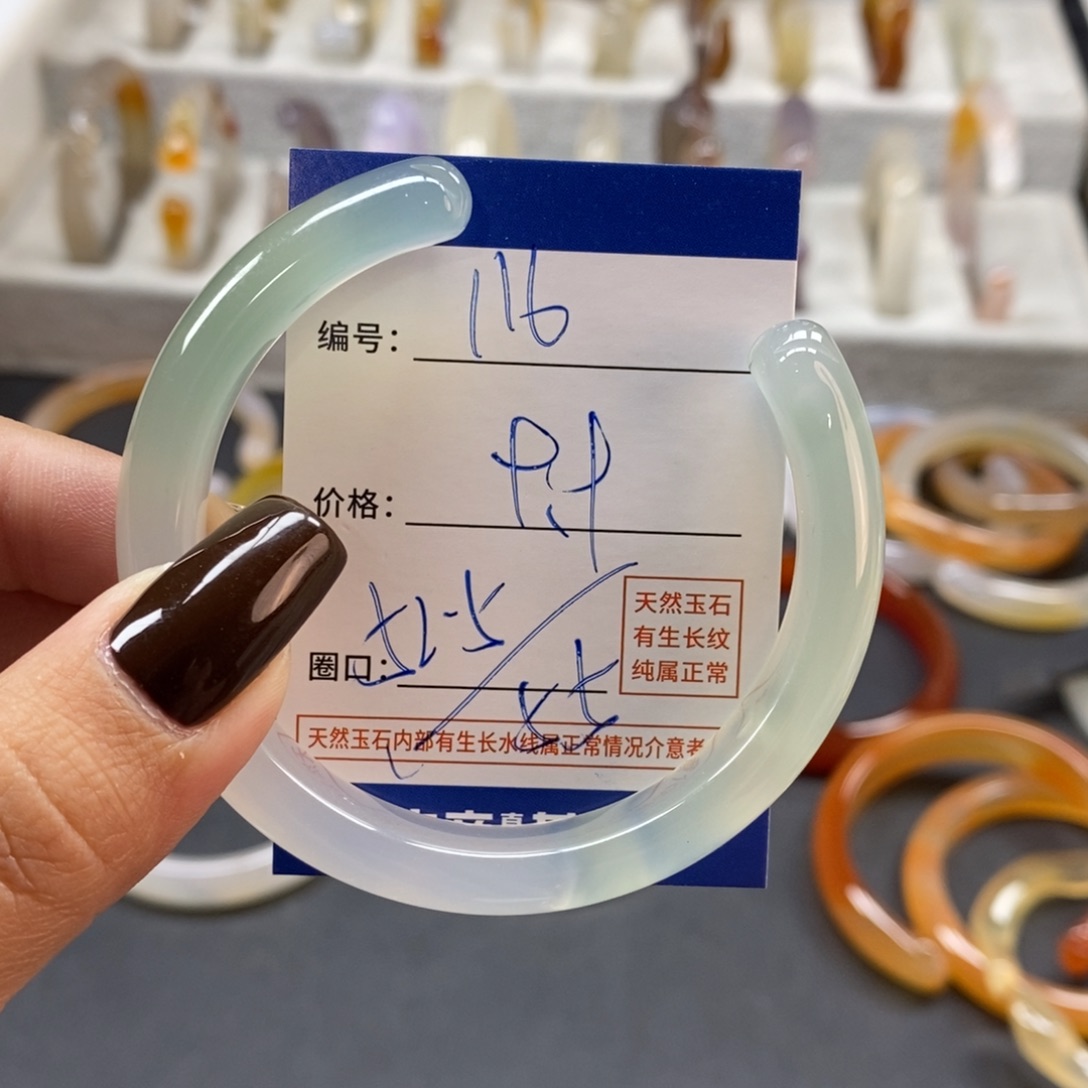 编号： 116
价格：
圈口： 52.5/55
天然玉石
有生长纹
纯属正常
天然玉石内部有生长水线属正常情况介意者